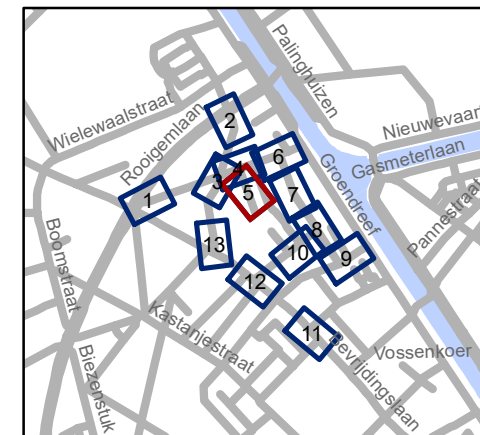 Palinghuizen
Nieuwevaart
Wielewaalstraat
Rooigemlaan
Gasmeterlaan
Groendreef
Pannestraat
Boomstraat
Kastanjestraat
Biezenstuk
Bevrijdingslaan
Vossenkoer
1
2
3
4
5
6
7
8
9
10
11
12
13